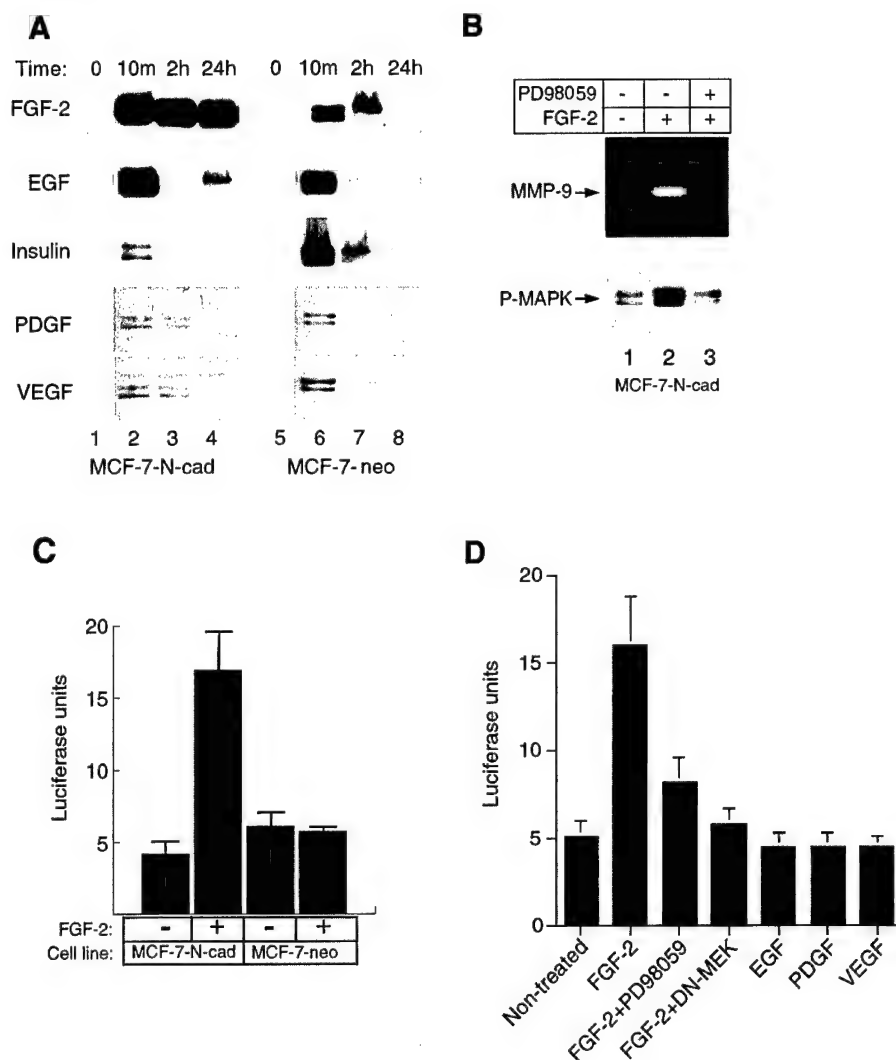 A
Time: 0 10m 2h 24h 0 10m 2h 24h
FGF-2
EGF
Insulin
PDGF
VEGF
1 2 3 4 5 6 7 8
MCF-7-N-cad MCF-7-neo
B
PD98059 - - +
FGF-2 - + +
MMP-9
P-MAPK
1 2 3
MCF-7-N-cad
C
Luciferase units
20
15
10
5
FGF-2: - + - +
Cell line: MCF-7-N-cad MCF-7-neo
D
Luciferase units
20
15
10
5
0
Non-treated
FGF-2
FGF-2+PD98059
FGF-2+DN-MEK
EGF
PDGF
VEGF